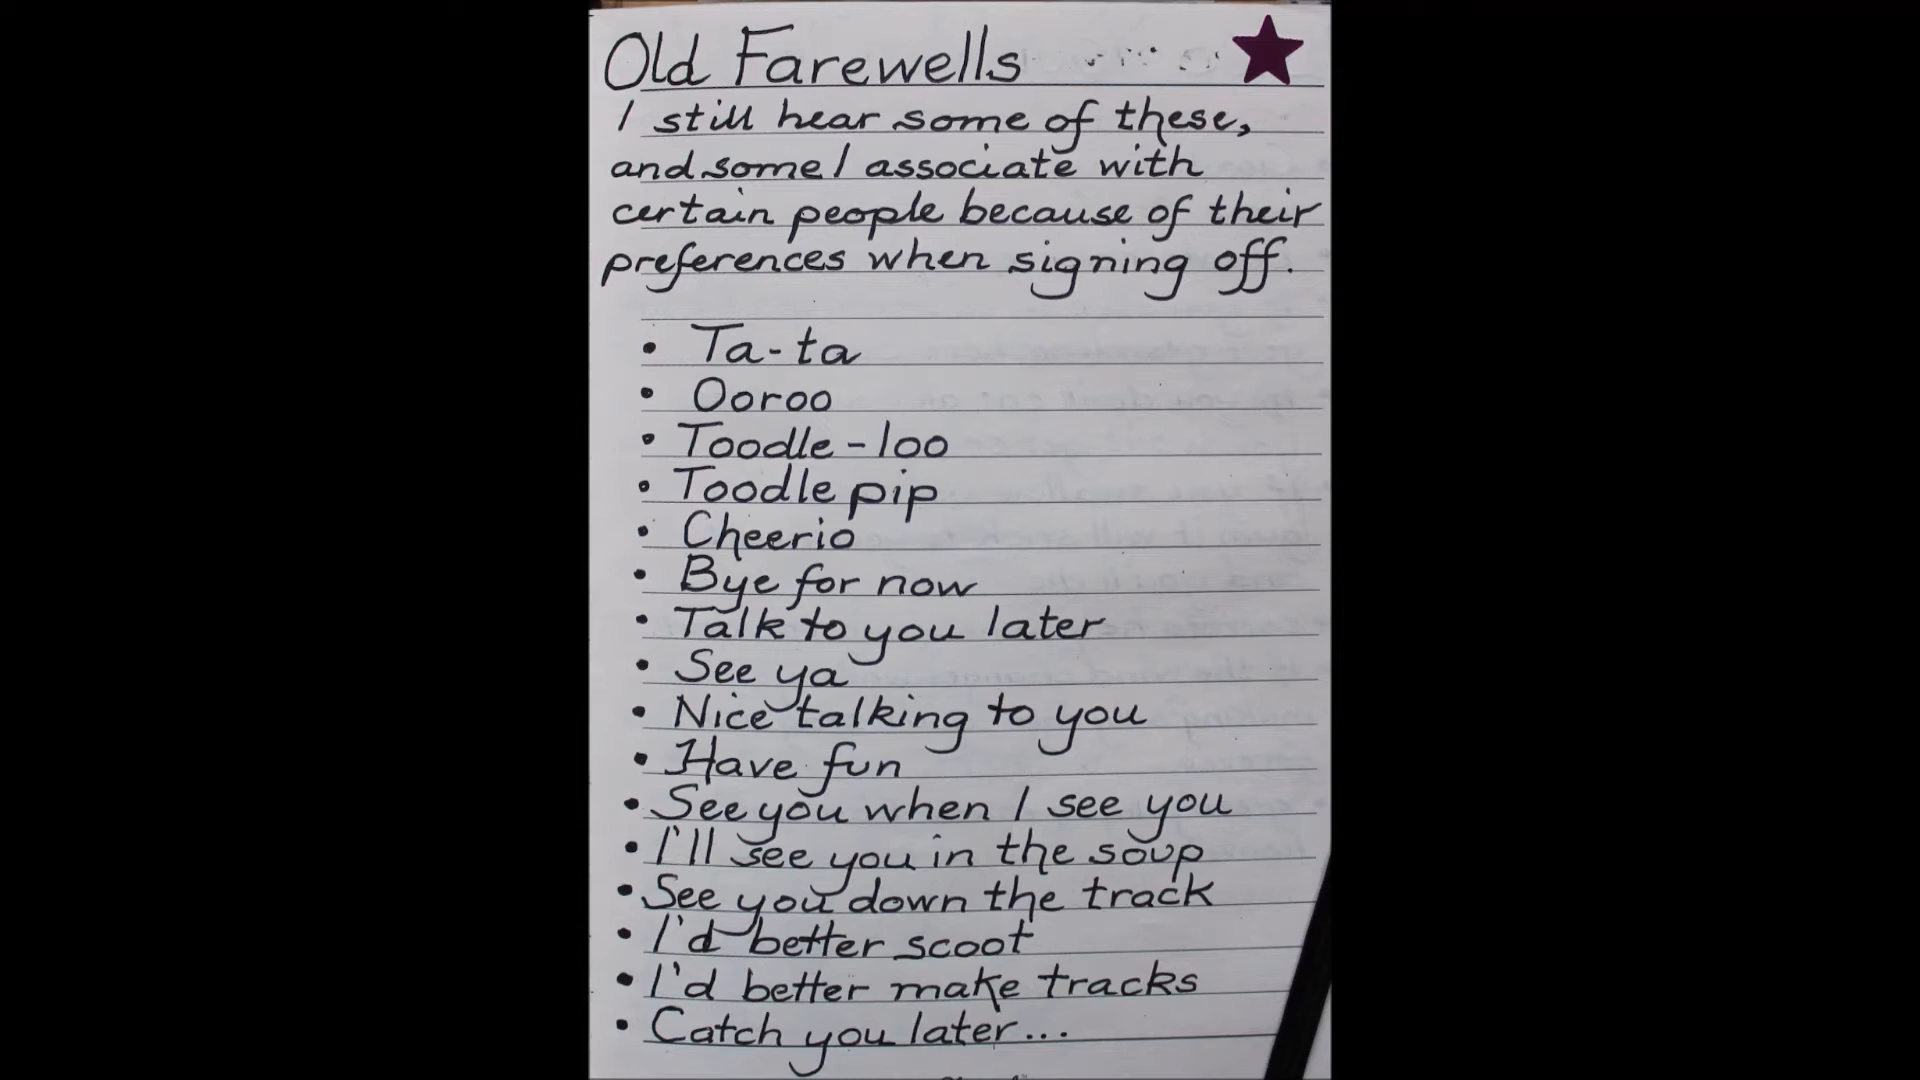 Old Farewells
I still hear some of these,
and some I associate with
certain people because of their
preferences when signing off.
• Ta-ta
• Ooroo
• Toodle-loo
• Toodle pip
• Cheerio
• Bye for now
• Talk to you later
• See ya
• Nice talking to you
• Have fun
• See you when I see you
• I'll see you in the soup
• See you down the track
• I'd better scoot
• I'd better make tracks
• Catch you later...